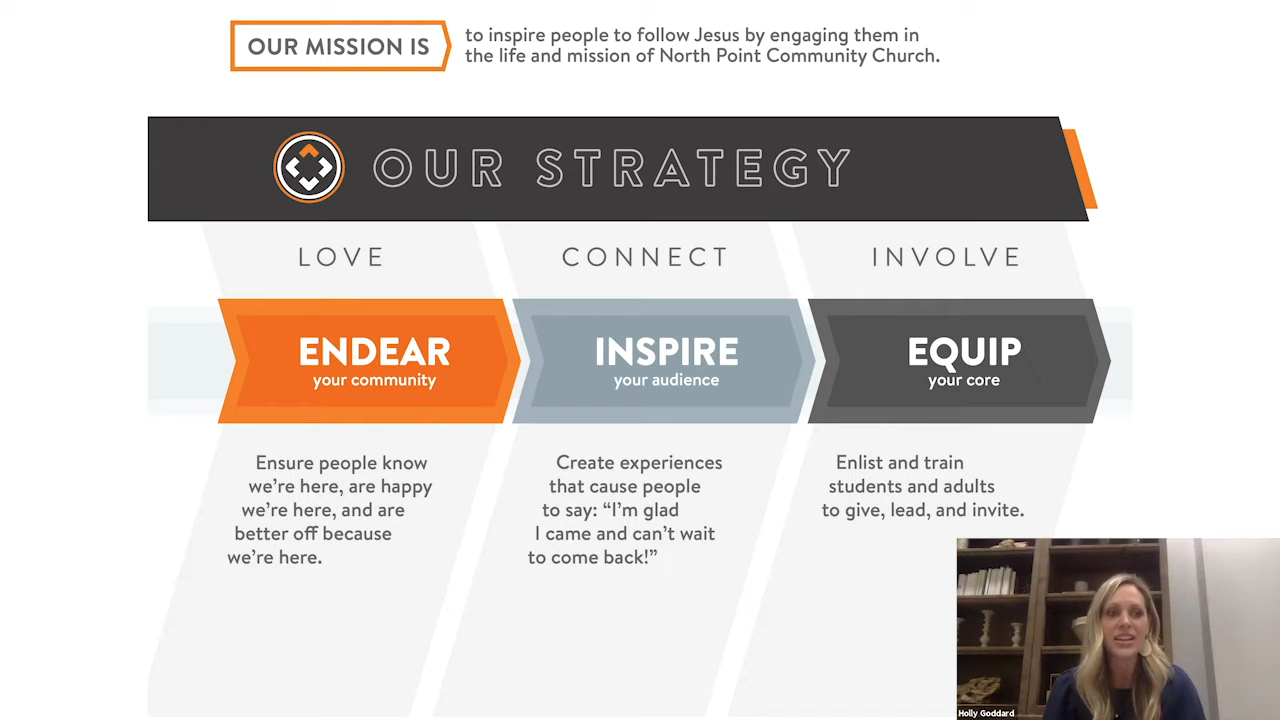 OUR MISSION IS
to inspire people to follow Jesus by engaging them in
the life and mission of North Point Community Church.
OUR STRATEGY
LOVE
CONNECT
INVOLVE
ENDEAR
your community
INSPIRE
your audience
EQUIP
your core
Ensure people know
we're here, are happy
we're here, and are
better off because
we're here.
Create experiences
that cause people
to say: “I'm glad
I came and can't wait
to come back!”
Enlist and train
students and adults
to give, lead, and invite.
Holly Goddard